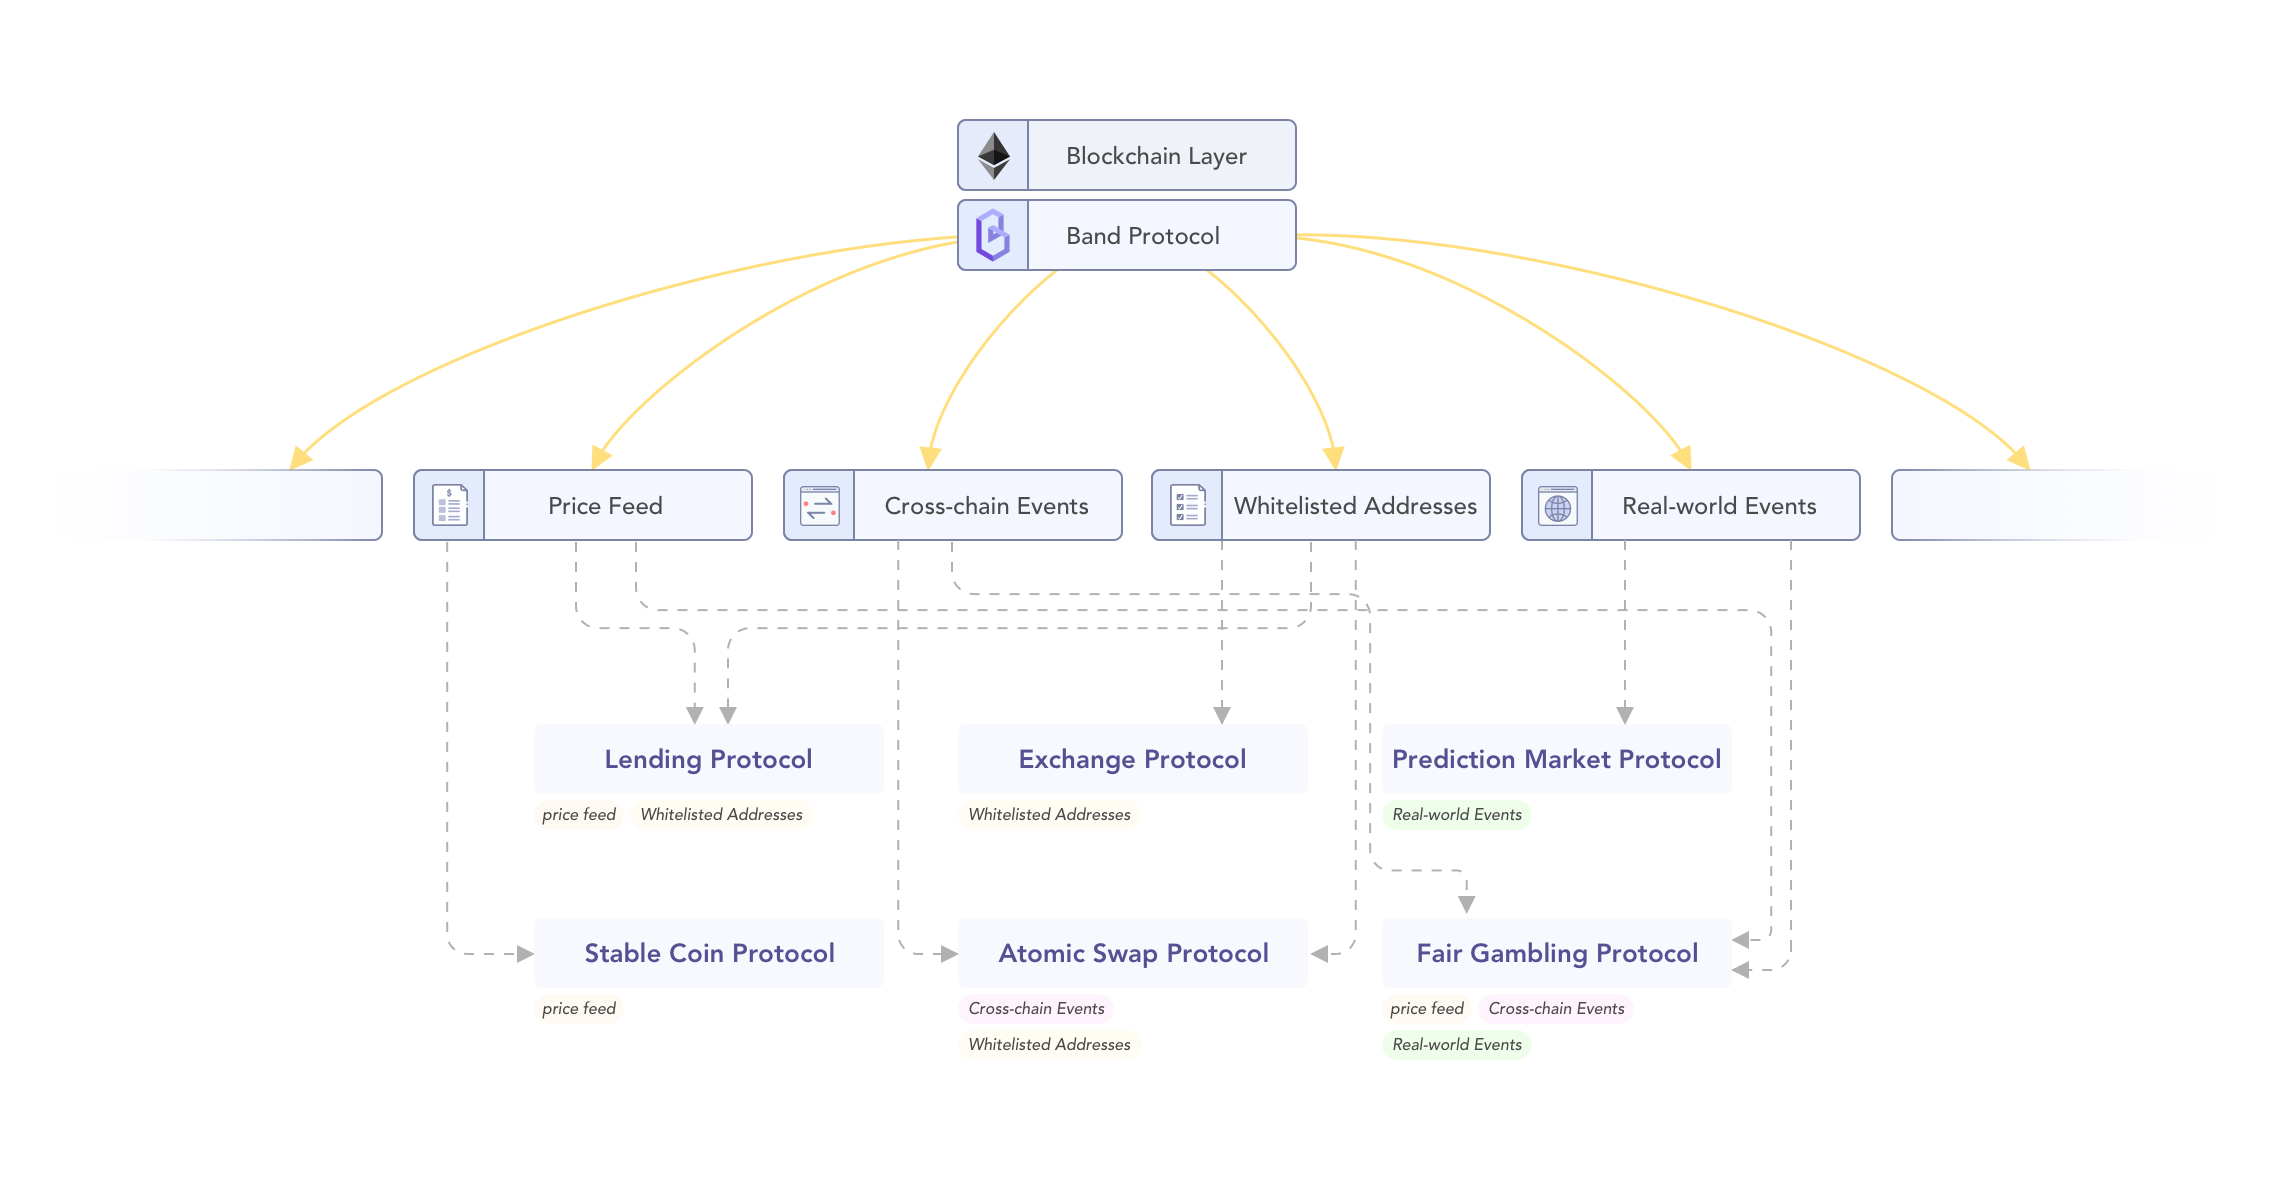 Blockchain Layer
Band Protocol
Price Feed
Cross-chain Events
Whitelisted Addresses
Real-world Events
Lending Protocol
price feed Whitelisted Addresses
Exchange Protocol
Whitelisted Addresses
Prediction Market Protocol
Real-world Events
Stable Coin Protocol
price feed
Atomic Swap Protocol
Cross-chain Events
Whitelisted Addresses
Fair Gambling Protocol
price feed Cross-chain Events
Real-world Events